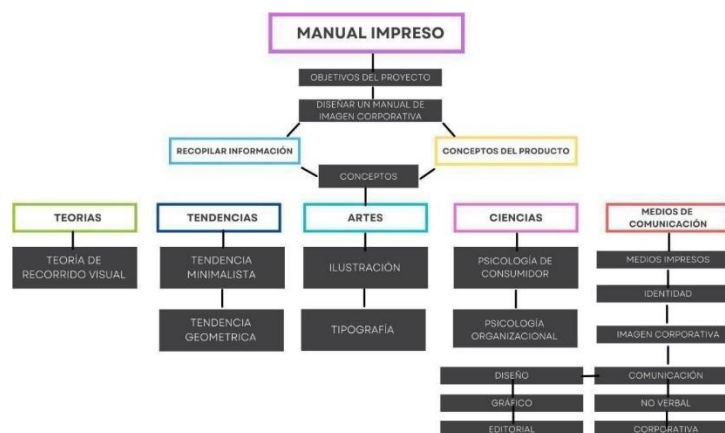 MANUAL IMPRESO
OBJETIVOS DEL PROYECTO
DISEÑAR UN MANUAL DE
IMAGEN CORPORATIVA
RECOPILAR INFORMACIÓN
CONCEPTOS DEL PRODUCTO
CONCEPTOS
TEORIAS
TEORÍA DE
RECORRIDO VISUAL
TENDENCIAS
TENDENCIA
MINIMALISTA
TENDENCIA
GEOMETRICA
ARTES
ILUSTRACIÓN
TIPOGRAFÍA
CIENCIAS
PSICOLOGÍA DE
CONSUMIDOR
PSICOLOGÍA
ORGANIZACIONAL
MEDIOS DE
COMUNICACIÓN
MEDIOS IMPRESOS
IDENTIDAD
IMAGEN CORPORATIVA
COMUNICACIÓN
NO VERBAL
CORPORATIVA
DISEÑO
GRÁFICO
EDITORIAL